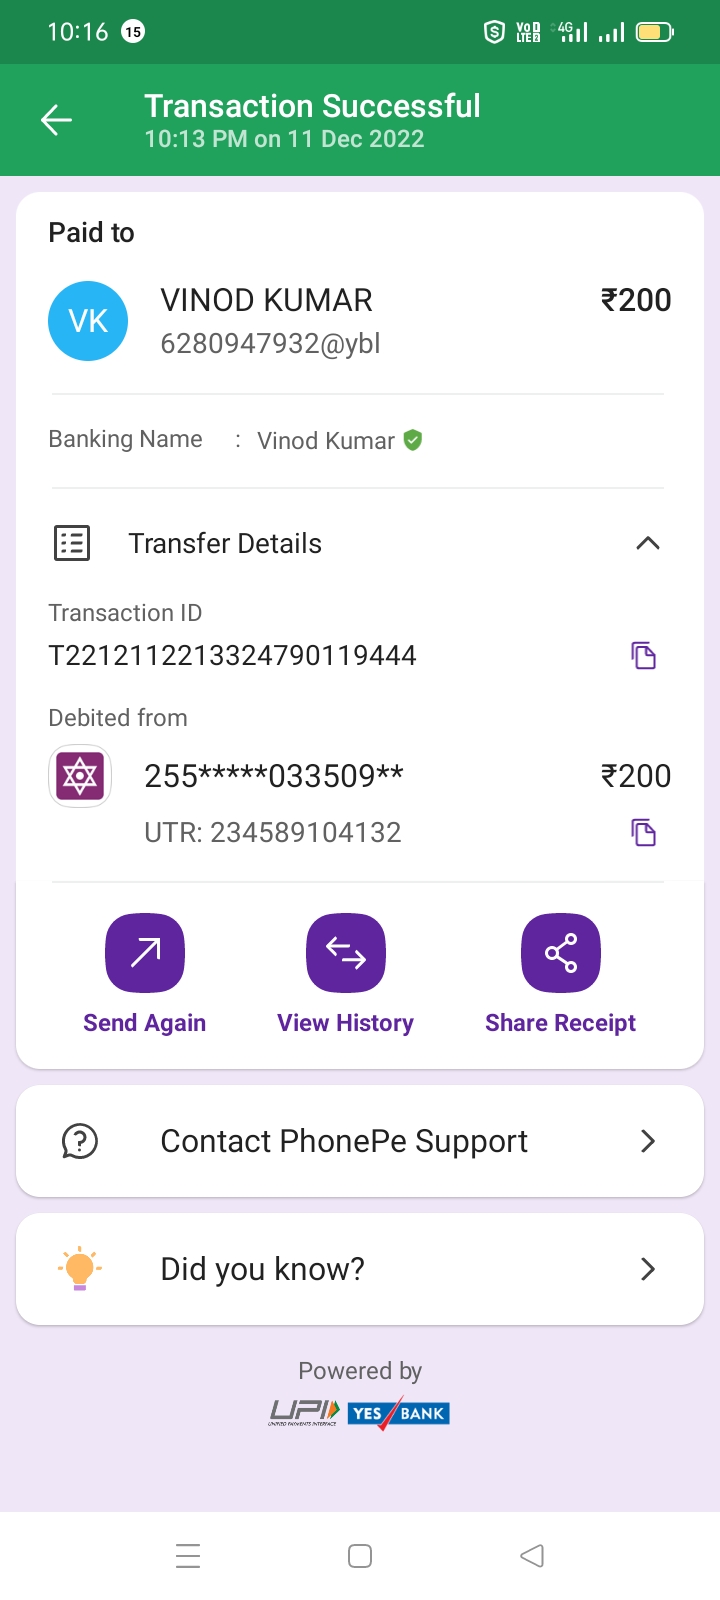 10:16 15 VoD LTE2 4G
Transaction Successful
10:13 PM on 11 Dec 2022
Paid to
VK VINOD KUMAR ₹200
6280947932@ybl
Banking Name : Vinod Kumar
Transfer Details
Transaction ID
T2212112213324790119444
Debited from
255*****033509** ₹200
UTR: 234589104132
Send Again View History Share Receipt
Contact PhonePe Support
Did you know?
Powered by
UPI YES BANK
UNIFIED PAYMENTS INTERFACE